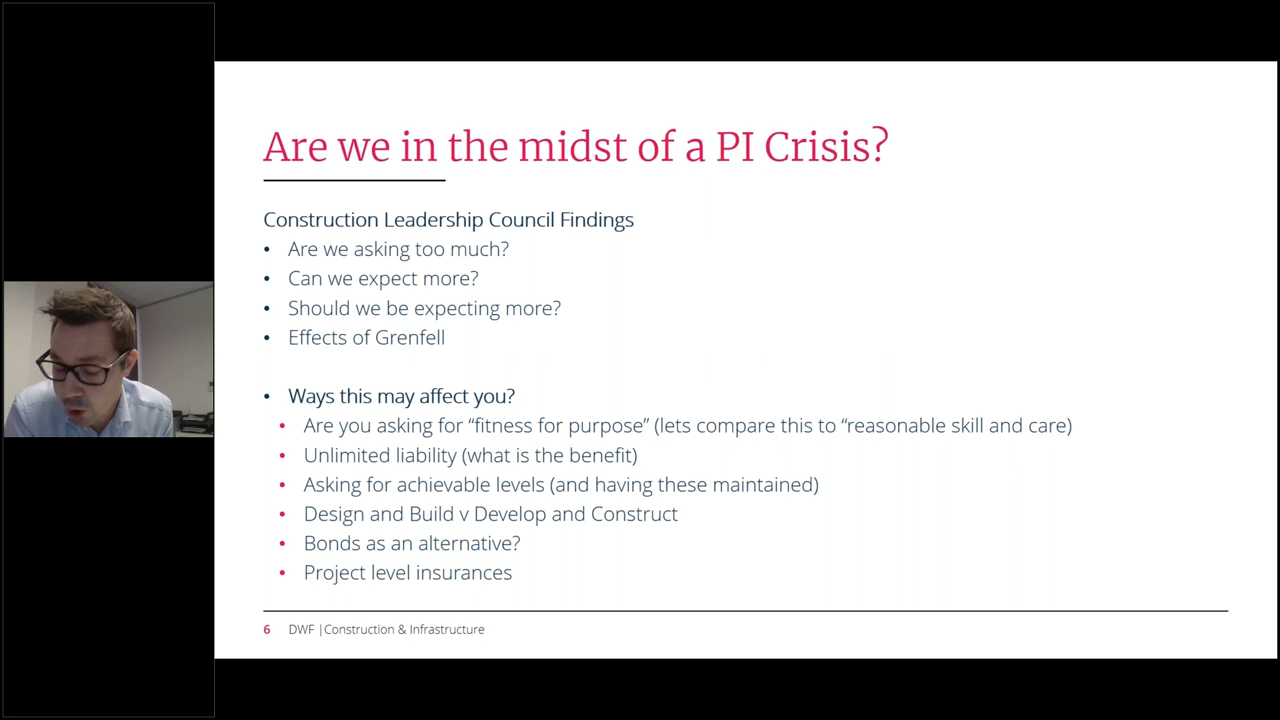 Are we in the midst of a PI Crisis?
Construction Leadership Council Findings
• Are we asking too much?
• Can we expect more?
• Should we be expecting more?
• Effects of Grenfell
• Ways this may affect you?
• Are you asking for “fitness for purpose” (lets compare this to “reasonable skill and care)
• Unlimited liability (what is the benefit)
• Asking for achievable levels (and having these maintained)
• Design and Build v Develop and Construct
• Bonds as an alternative?
• Project level insurances
6 DWF |Construction & Infrastructure